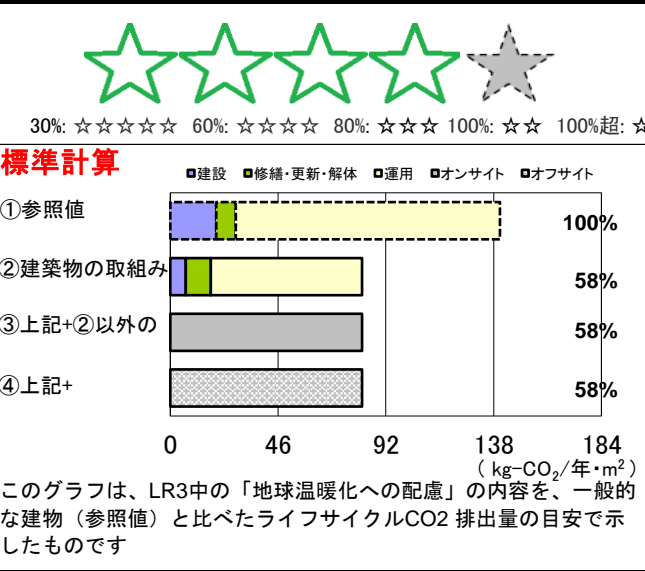 30%: ☆☆☆☆☆ 60%: ☆☆☆☆ 80%: ☆☆☆ 100%: ☆☆ 100%超: ☆
標準計算
建設 修繕・更新・解体 運用 オンサイト オフサイト
①参照値 100%
②建築物の取組み 58%
③上記+②以外の 58%
④上記+ 58%
0 46 92 138 184
( kg-CO2/年・m2 )
このグラフは、LR3中の「地球温暖化への配慮」の内容を、一般的
な建物（参照値）と比べたライフサイクルCO2 排出量の目安で示
したものです